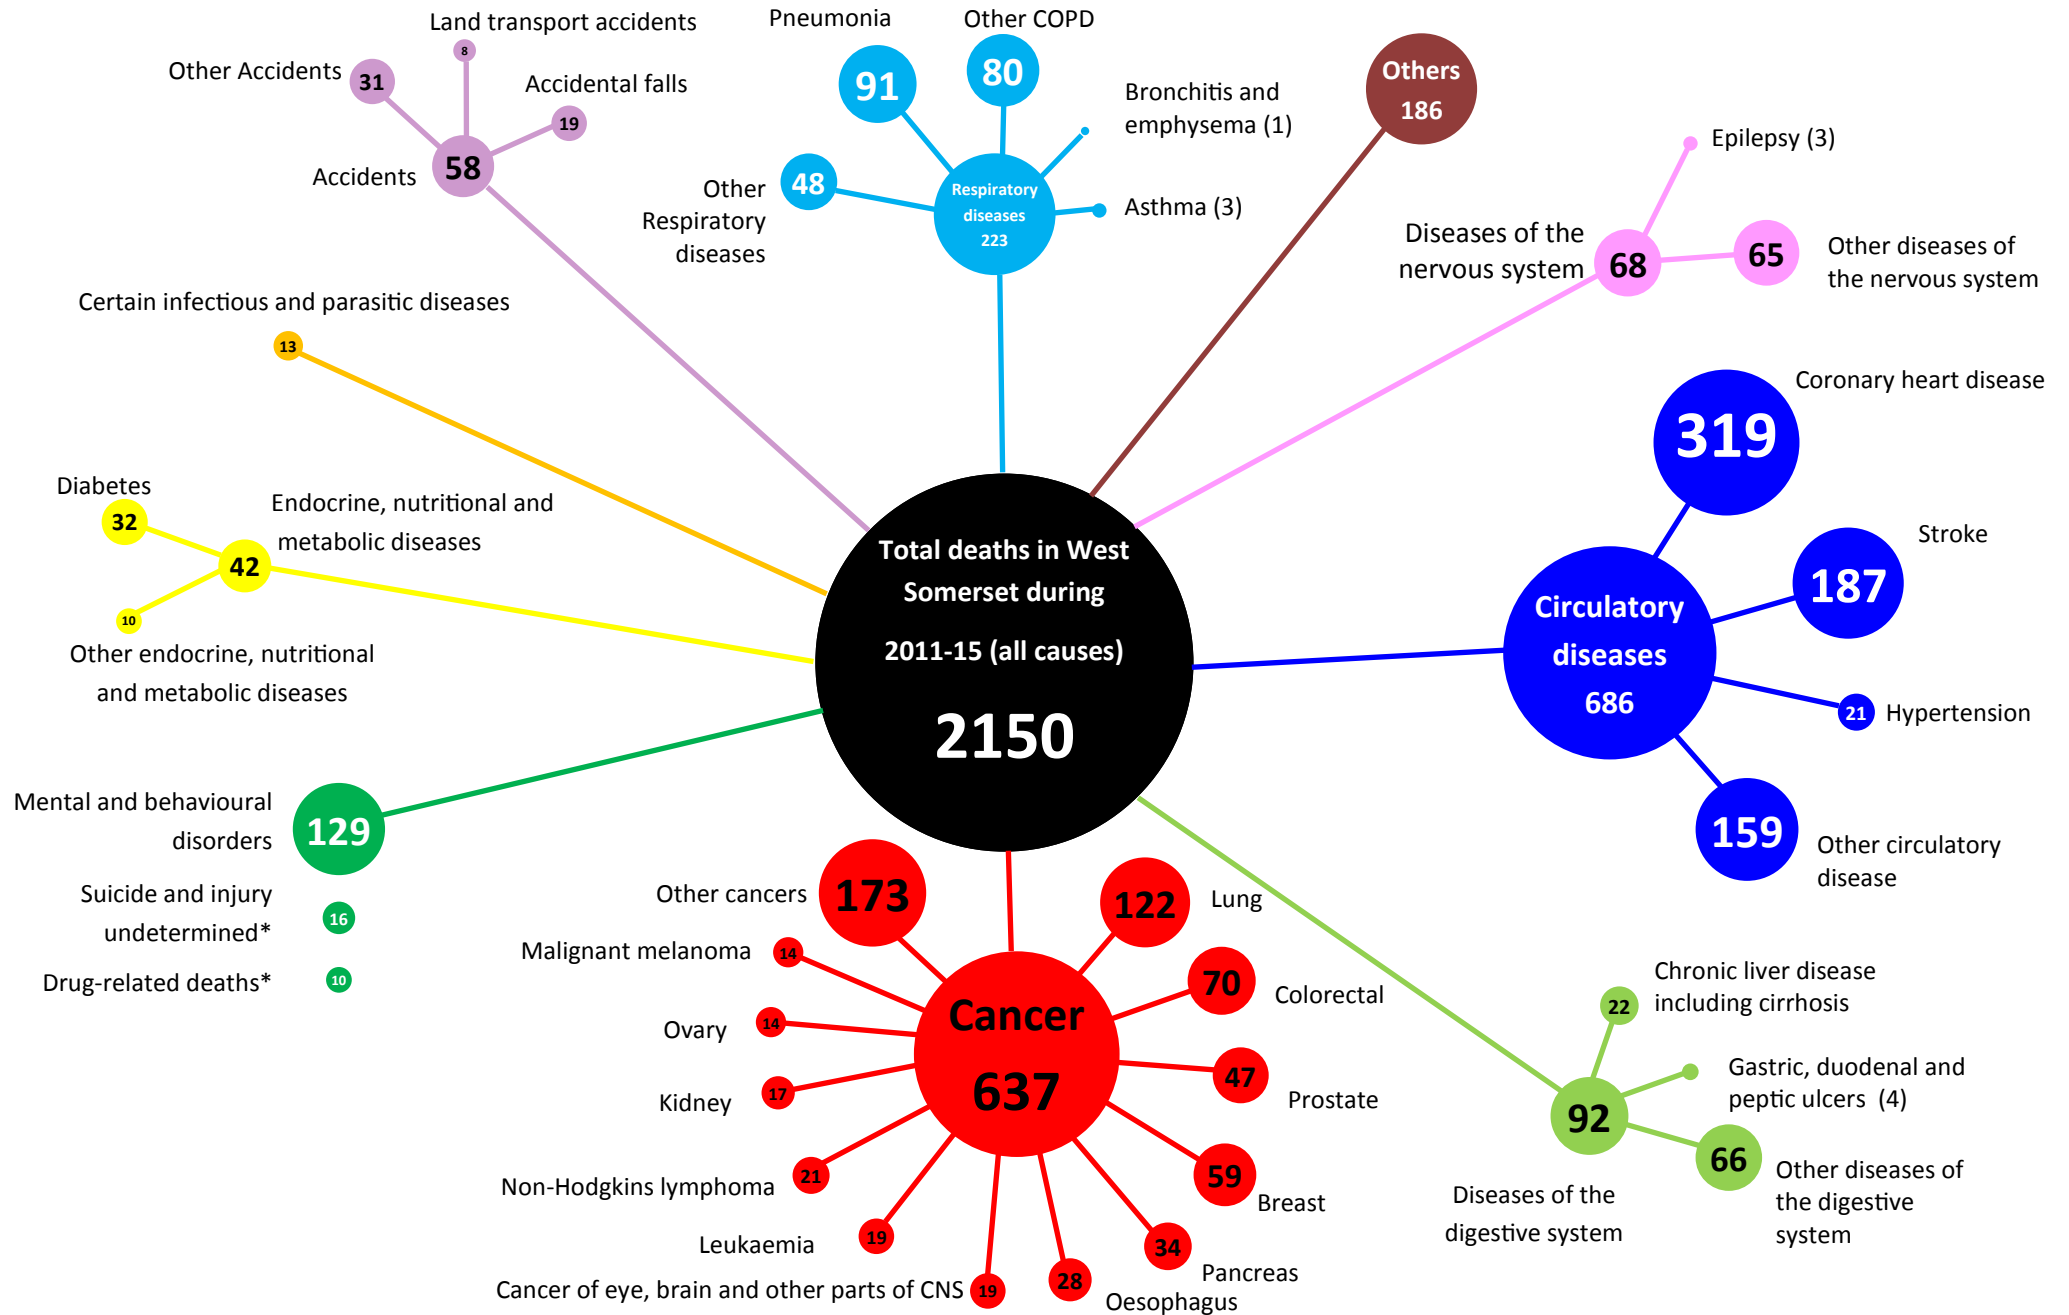 Land transport accidents
8
Other Accidents
31
Accidental falls
19
Accidents
58
Pneumonia
91
Other COPD
80
Bronchitis and
emphysema (1)
Other
Respiratory
diseases
48
Respiratory
diseases
223
Asthma (3)
Others
186
Epilepsy (3)
Diseases of the
nervous system
68
65
Other diseases of
the nervous system
Certain infectious and parasitic diseases
13
Diabetes
32
Endocrine, nutritional and
metabolic diseases
42
10
Other endocrine, nutritional
and metabolic diseases
Total deaths in West
Somerset during
2011-15 (all causes)
2150
Coronary heart disease
319
Stroke
187
Circulatory
diseases
686
21
Hypertension
159
Other circulatory
disease
Mental and behavioural
disorders
129
Suicide and injury
undetermined*
16
Drug-related deaths*
10
Other cancers
173
122
Lung
Malignant melanoma
14
70
Colorectal
Ovary
14
Cancer
637
47
Prostate
Kidney
17
59
Breast
Non-Hodgkins lymphoma
21
Leukaemia
19
34
Pancreas
Cancer of eye, brain and other parts of CNS
19
28
Oesophagus
Chronic liver disease
including cirrhosis
22
Gastric, duodenal and
peptic ulcers (4)
92
66
Diseases of the
digestive system
Other diseases of
the digestive
system